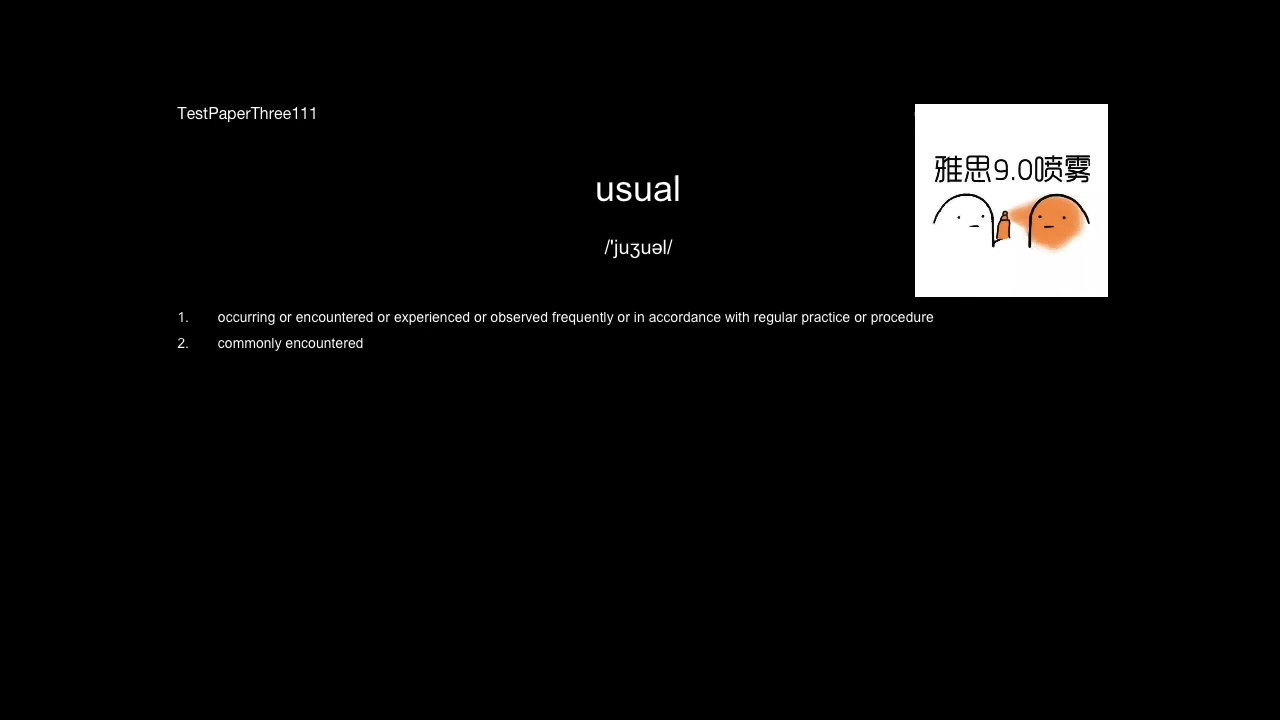 TestPaperThree111
雅思9.0喷雾
usual
/'juʒuəl/
1. occurring or encountered or experienced or observed frequently or in accordance with regular practice or procedure
2. commonly encountered